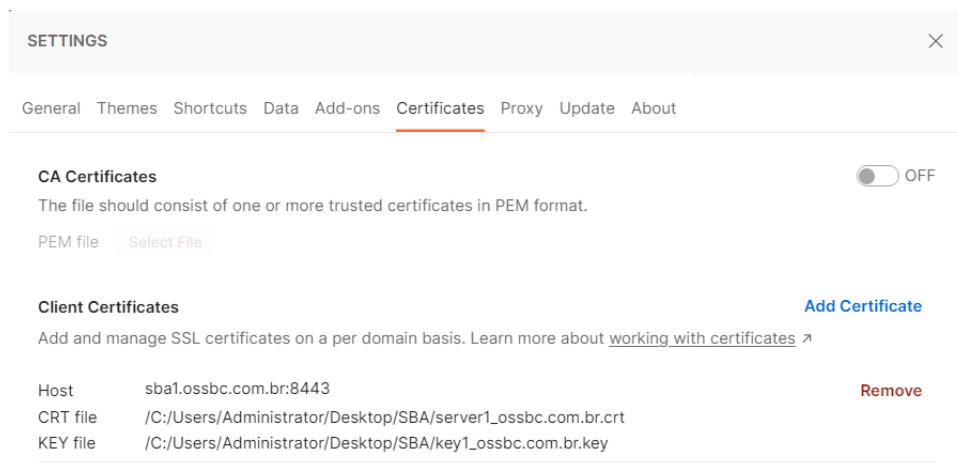 SETTINGS
General Themes Shortcuts Data Add-ons Certificates Proxy Update About
CA Certificates OFF
The file should consist of one or more trusted certificates in PEM format.
PEM file Select File
Client Certificates Add Certificate
Add and manage SSL certificates on a per domain basis. Learn more about working with certificates ↗
Host sba1.ossbc.com.br:8443 Remove
CRT file /C:/Users/Administrator/Desktop/SBA/server1_ossbc.com.br.crt
KEY file /C:/Users/Administrator/Desktop/SBA/key1_ossbc.com.br.key